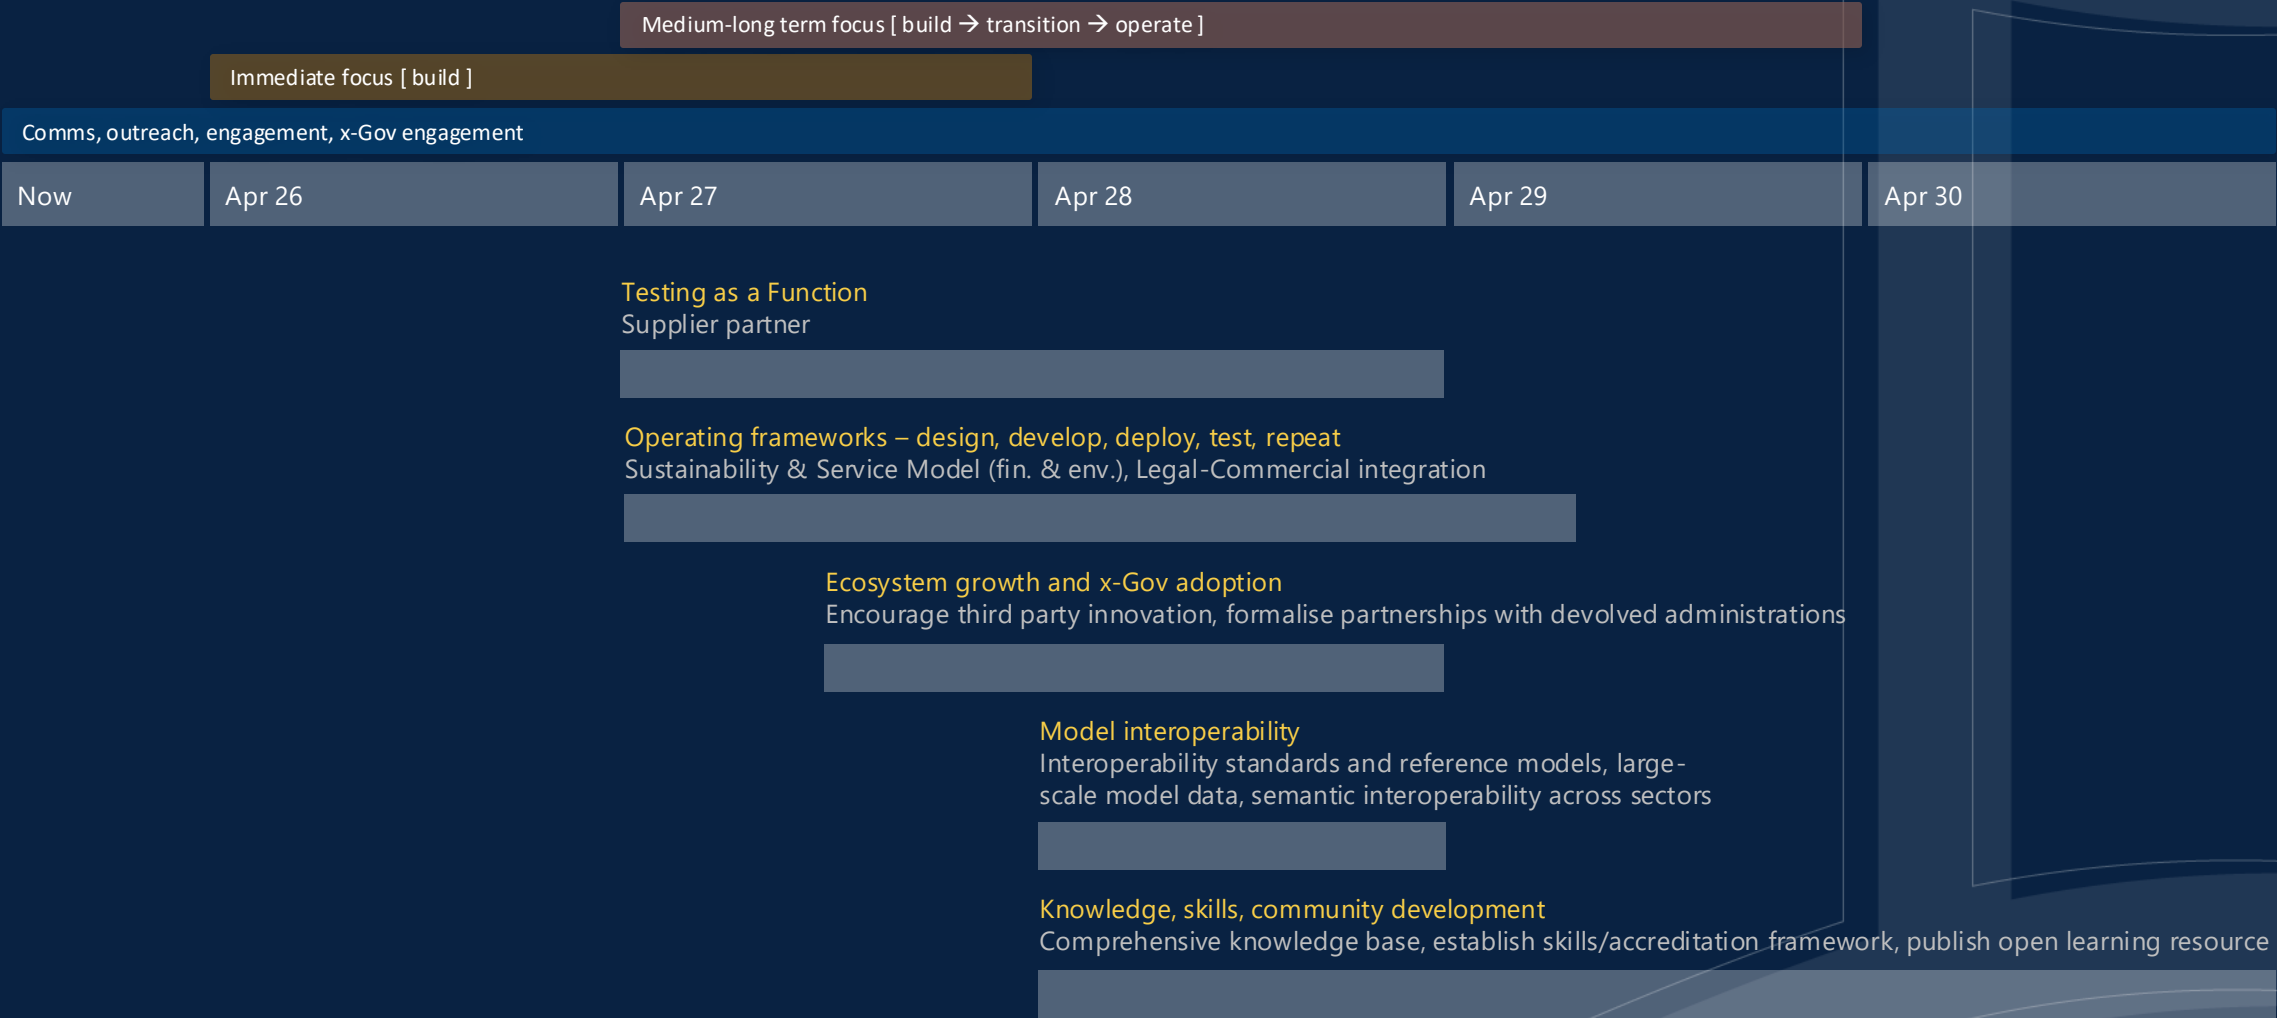 Medium-long term focus [ build → transition → operate ]
Immediate focus [ build ]
Comms, outreach, engagement, x-Gov engagement
Now
Apr 26
Apr 27
Apr 28
Apr 29
Apr 30
Testing as a Function
Supplier partner
Operating frameworks – design, develop, deploy, test, repeat
Sustainability & Service Model (fin. & env.), Legal-Commercial integration
Ecosystem growth and x-Gov adoption
Encourage third party innovation, formalise partnerships with devolved administrations
Model interoperability
Interoperability standards and reference models, large-
scale model data, semantic interoperability across sectors
Knowledge, skills, community development
Comprehensive knowledge base, establish skills/accreditation framework, publish open learning resource